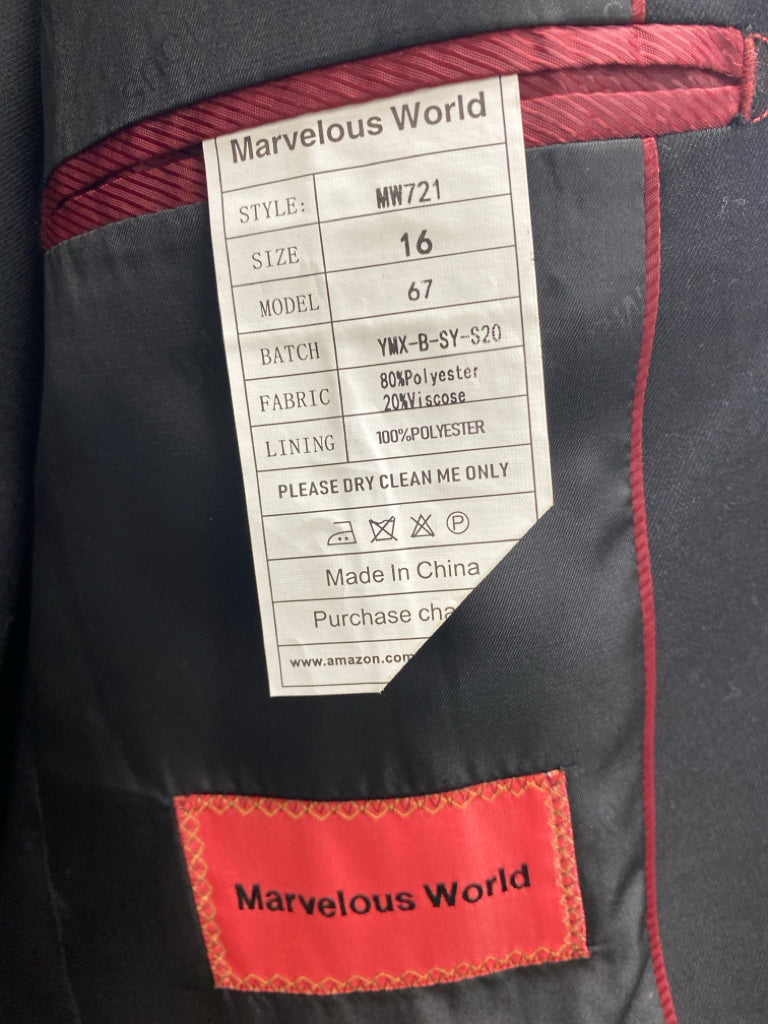 Marvelous World
STYLE: MW721
SIZE 16
MODEL 67
BATCH YMX-B-SY-S20
FABRIC 80%Polyester
20%Viscose
LINING 100%POLYESTER
PLEASE DRY CLEAN ME ONLY
P
Made In China
Purchase cha
www.amazon.com
Marvelous World